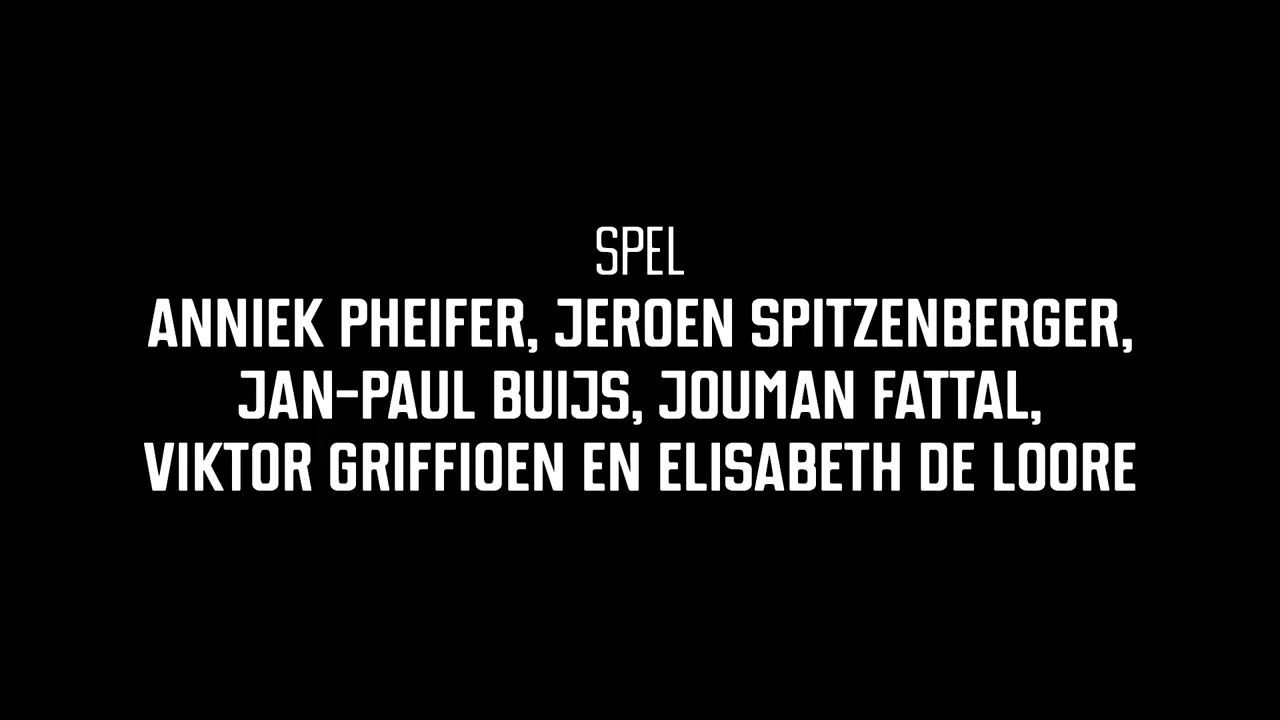 SPEL
ANNIEK PHEIFER, JEROEN SPITZENBERGER,
JAN-PAUL BUIJS, JOUMAN FATTAL,
VIKTOR GRIFFIOEN EN ELISABETH DE LOORE